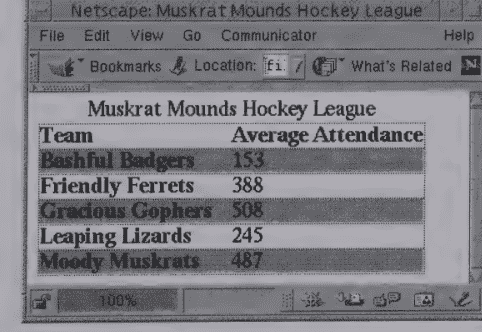 Netscape: Muskrat Mounds Hockey League
File Edit View Go Communicator Help
Bookmarks Location: fi What's Related N
Muskrat Mounds Hockey League
Team Average Attendance
Bashful Badgers 153
Friendly Ferrets 388
Gracious Gophers 508
Leaping Lizards 245
Moody Muskrats 487
100%